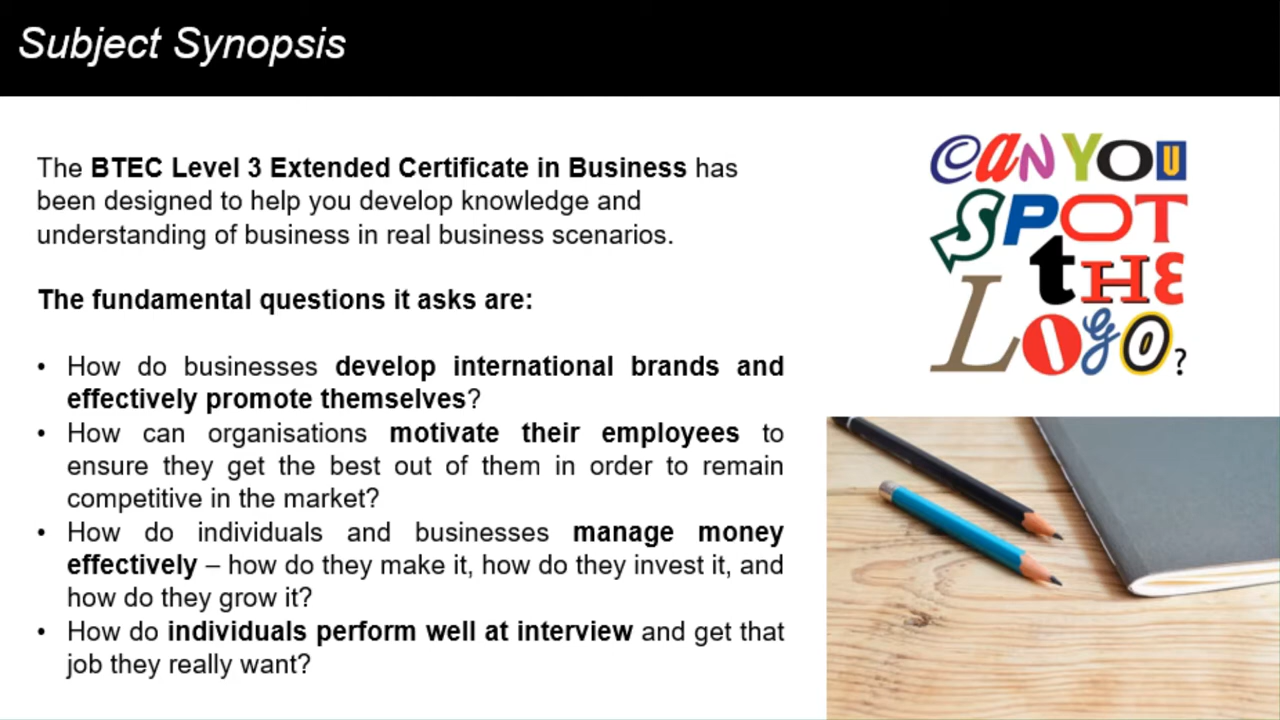 Subject Synopsis
The BTEC Level 3 Extended Certificate in Business has
been designed to help you develop knowledge and
understanding of business in real business scenarios.
The fundamental questions it asks are:
• How do businesses develop international brands and
effectively promote themselves?
• How can organisations motivate their employees to
ensure they get the best out of them in order to remain
competitive in the market?
• How do individuals and businesses manage money
effectively – how do they make it, how do they invest it, and
how do they grow it?
• How do individuals perform well at interview and get that
job they really want?
CAN YOU
SPOT
tHE
LOgO?